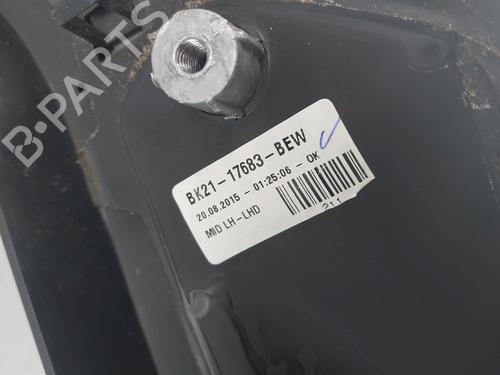 B-PARTS
BK21-17683-BEW
20.08.2015 - 01:25:06 - OK
MID LH-LHD
211